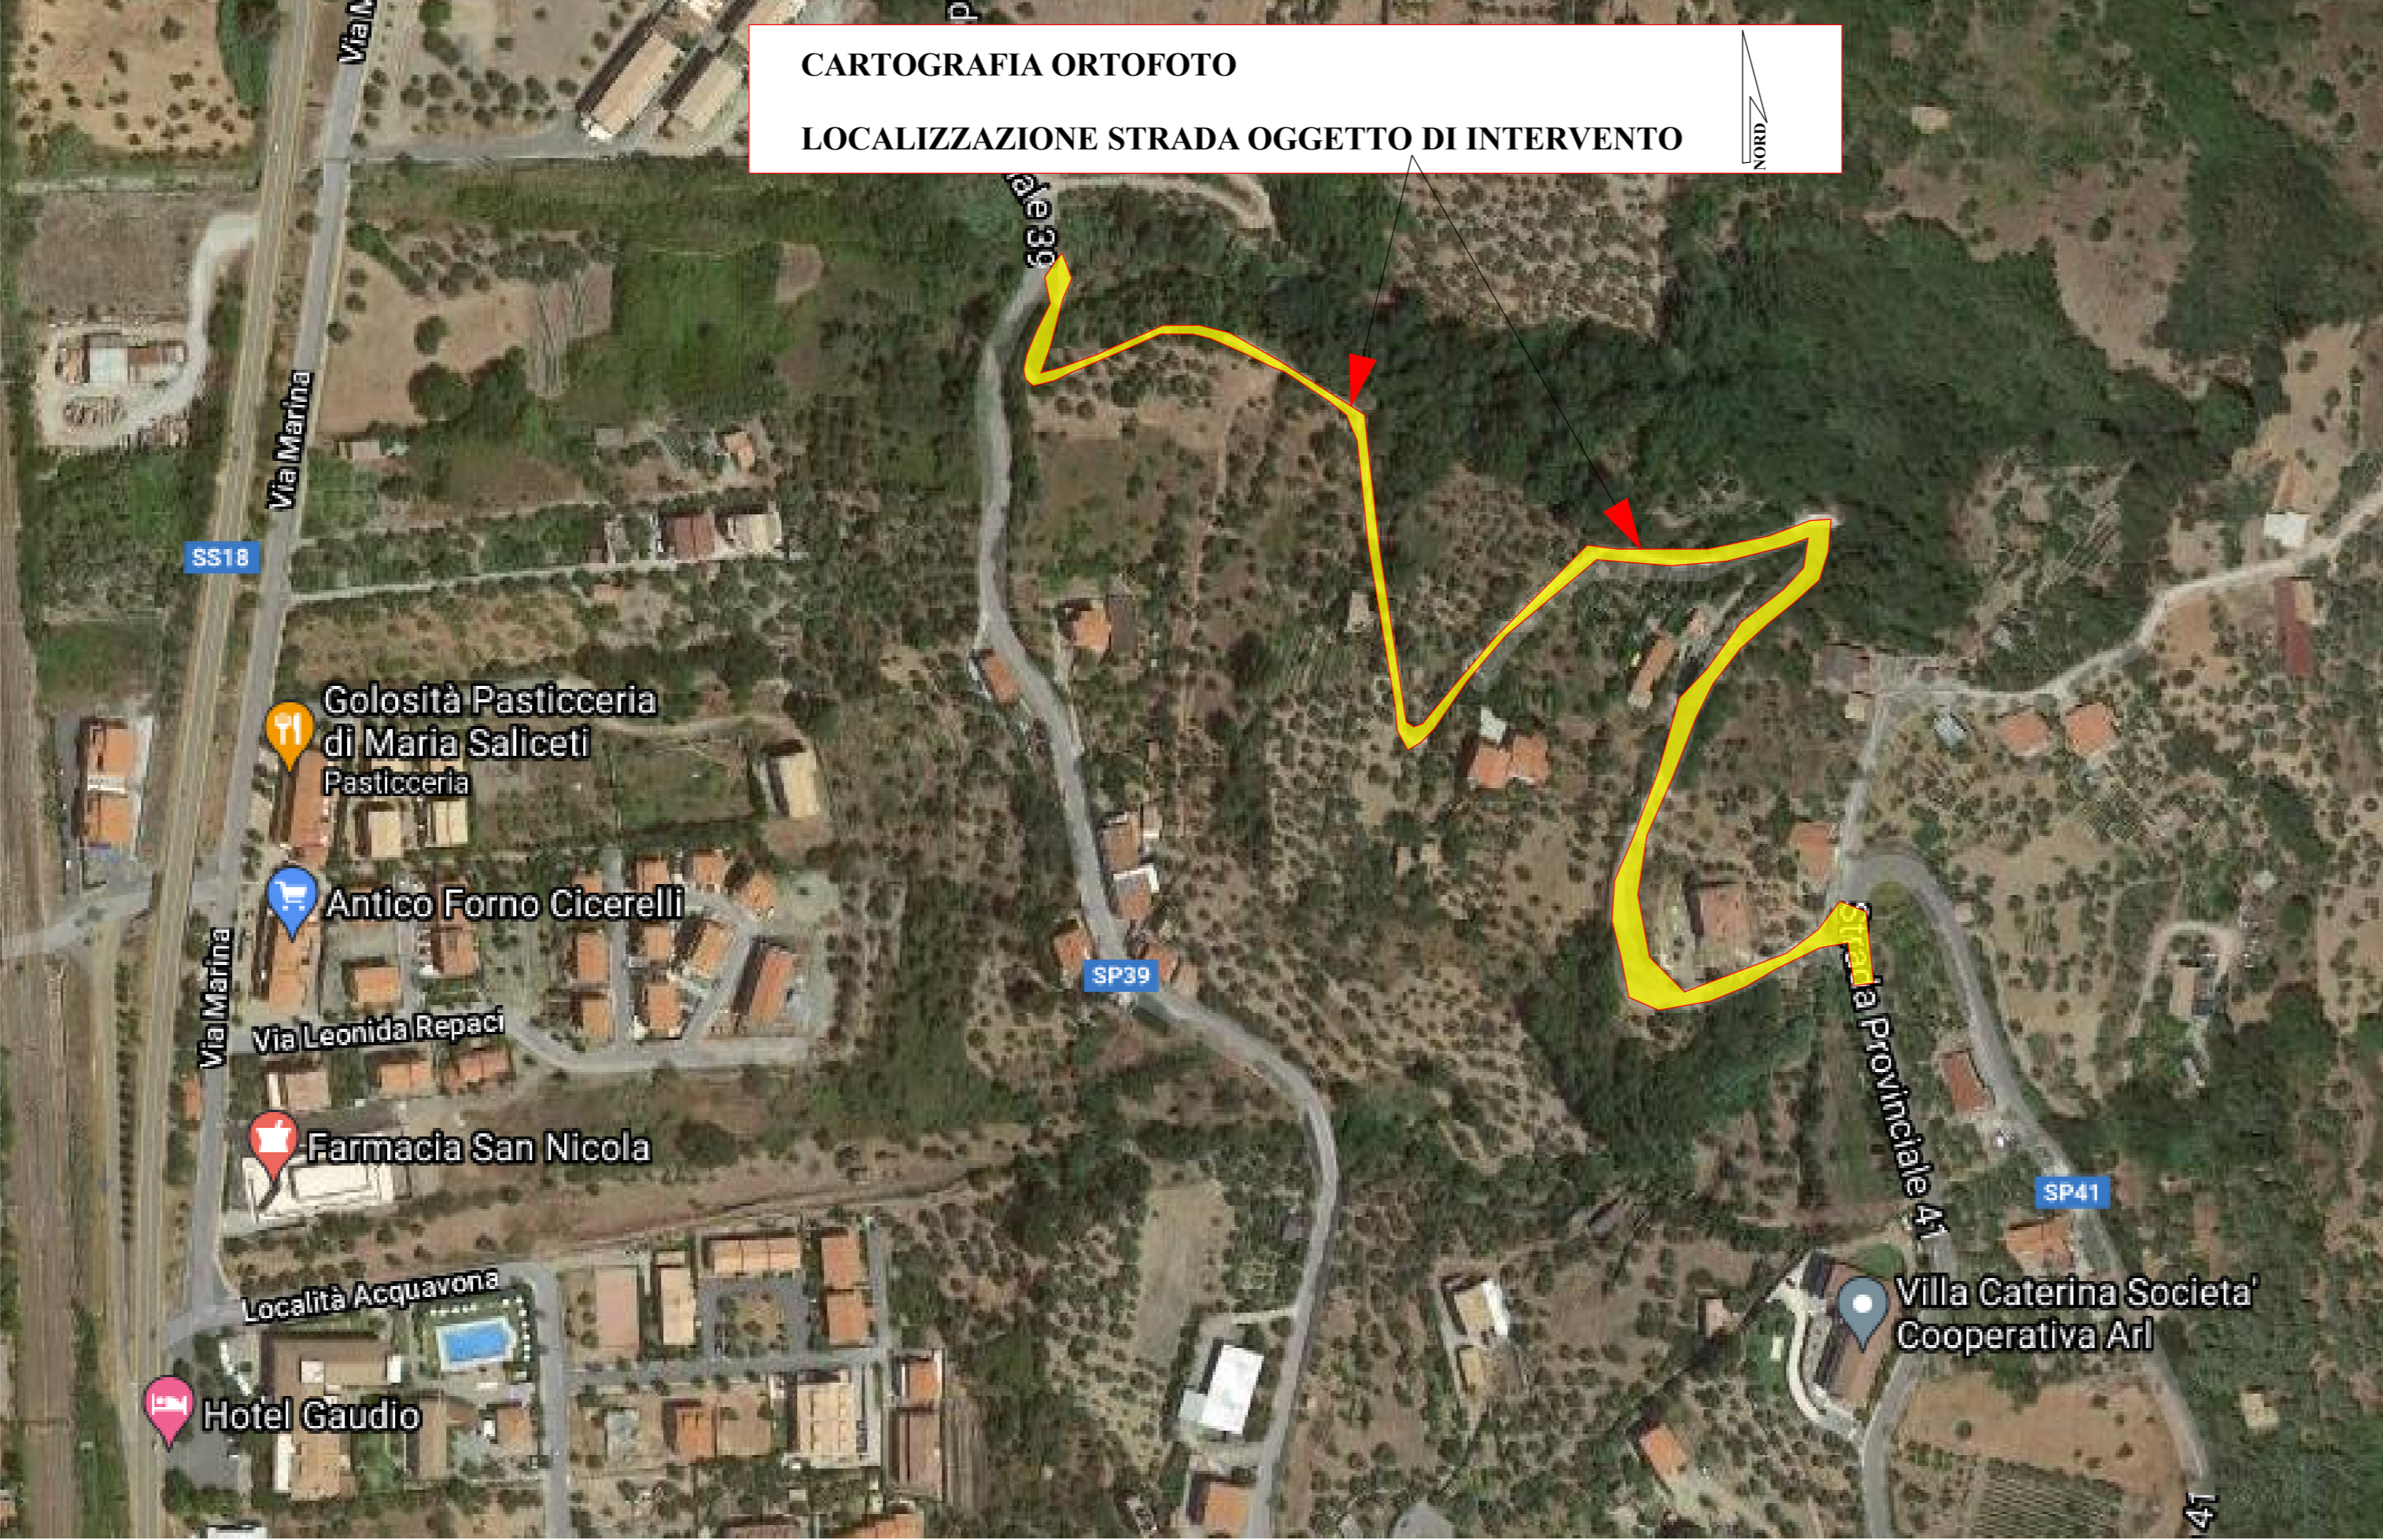 CARTOGRAFIA ORTOFOTO
LOCALIZZAZIONE STRADA OGGETTO DI INTERVENTO
NORD
Via M
p
ale 39
Via Marina
SS18
Golosità Pasticceria
di Maria Saliceti
Pasticceria
Antico Forno Cicerelli
Via Marina
SP39
Via Leonida Repaci
Strada Provinciale 41
Farmacia San Nicola
SP41
Località Acquavona
Villa Caterina Societa'
Cooperativa Arl
Hotel Gaudio
41